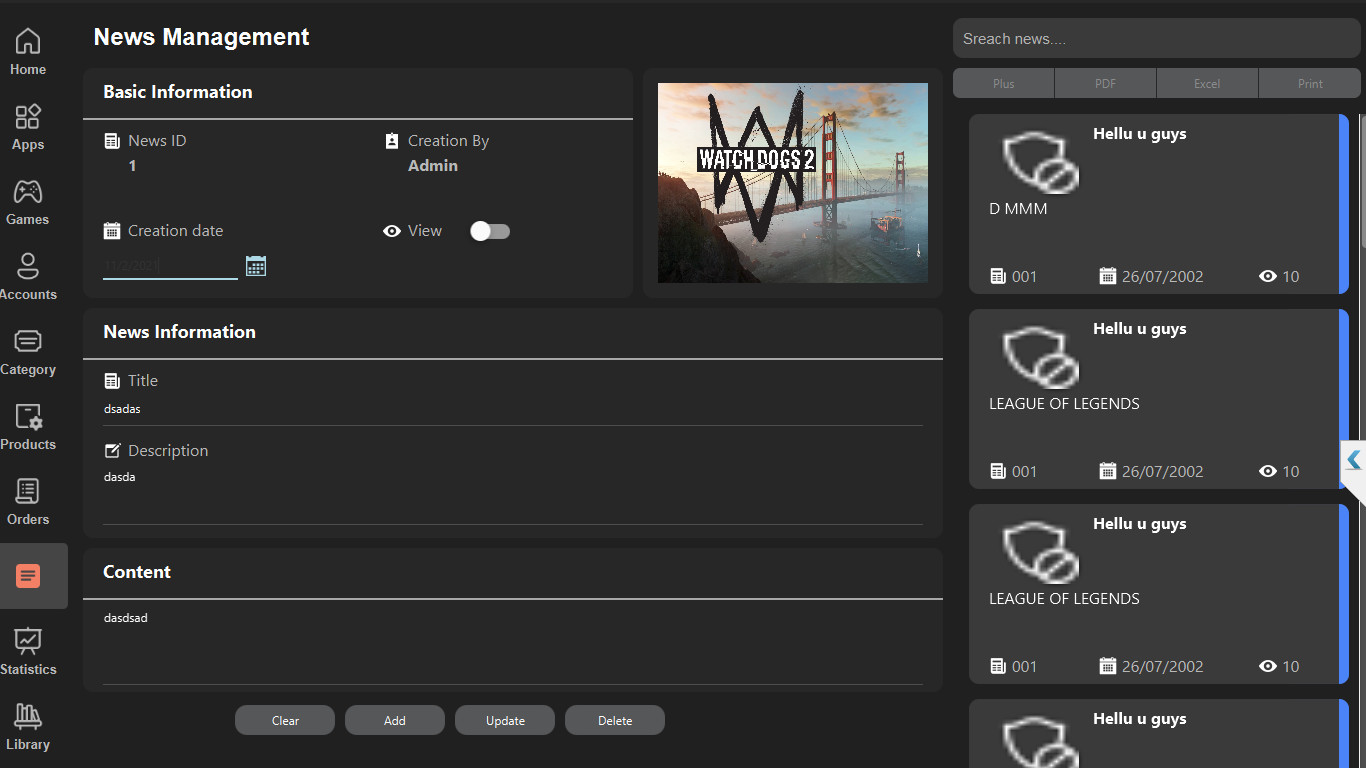 Home
Apps
Games
Accounts
Category
Products
Orders
Statistics
Library
News Management
Basic Information
News ID
1
Creation By
Admin
Creation date
View
11/2/2021
WATCH DOGS 2
News Information
Title
dsadas
Description
dasda
Content
dasdsad
Clear Add Update Delete
Sreach news....
Plus PDF Excel Print
Hellu u guys
D MMM
001 26/07/2002 10
Hellu u guys
LEAGUE OF LEGENDS
001 26/07/2002 10
Hellu u guys
LEAGUE OF LEGENDS
001 26/07/2002 10
Hellu u guys